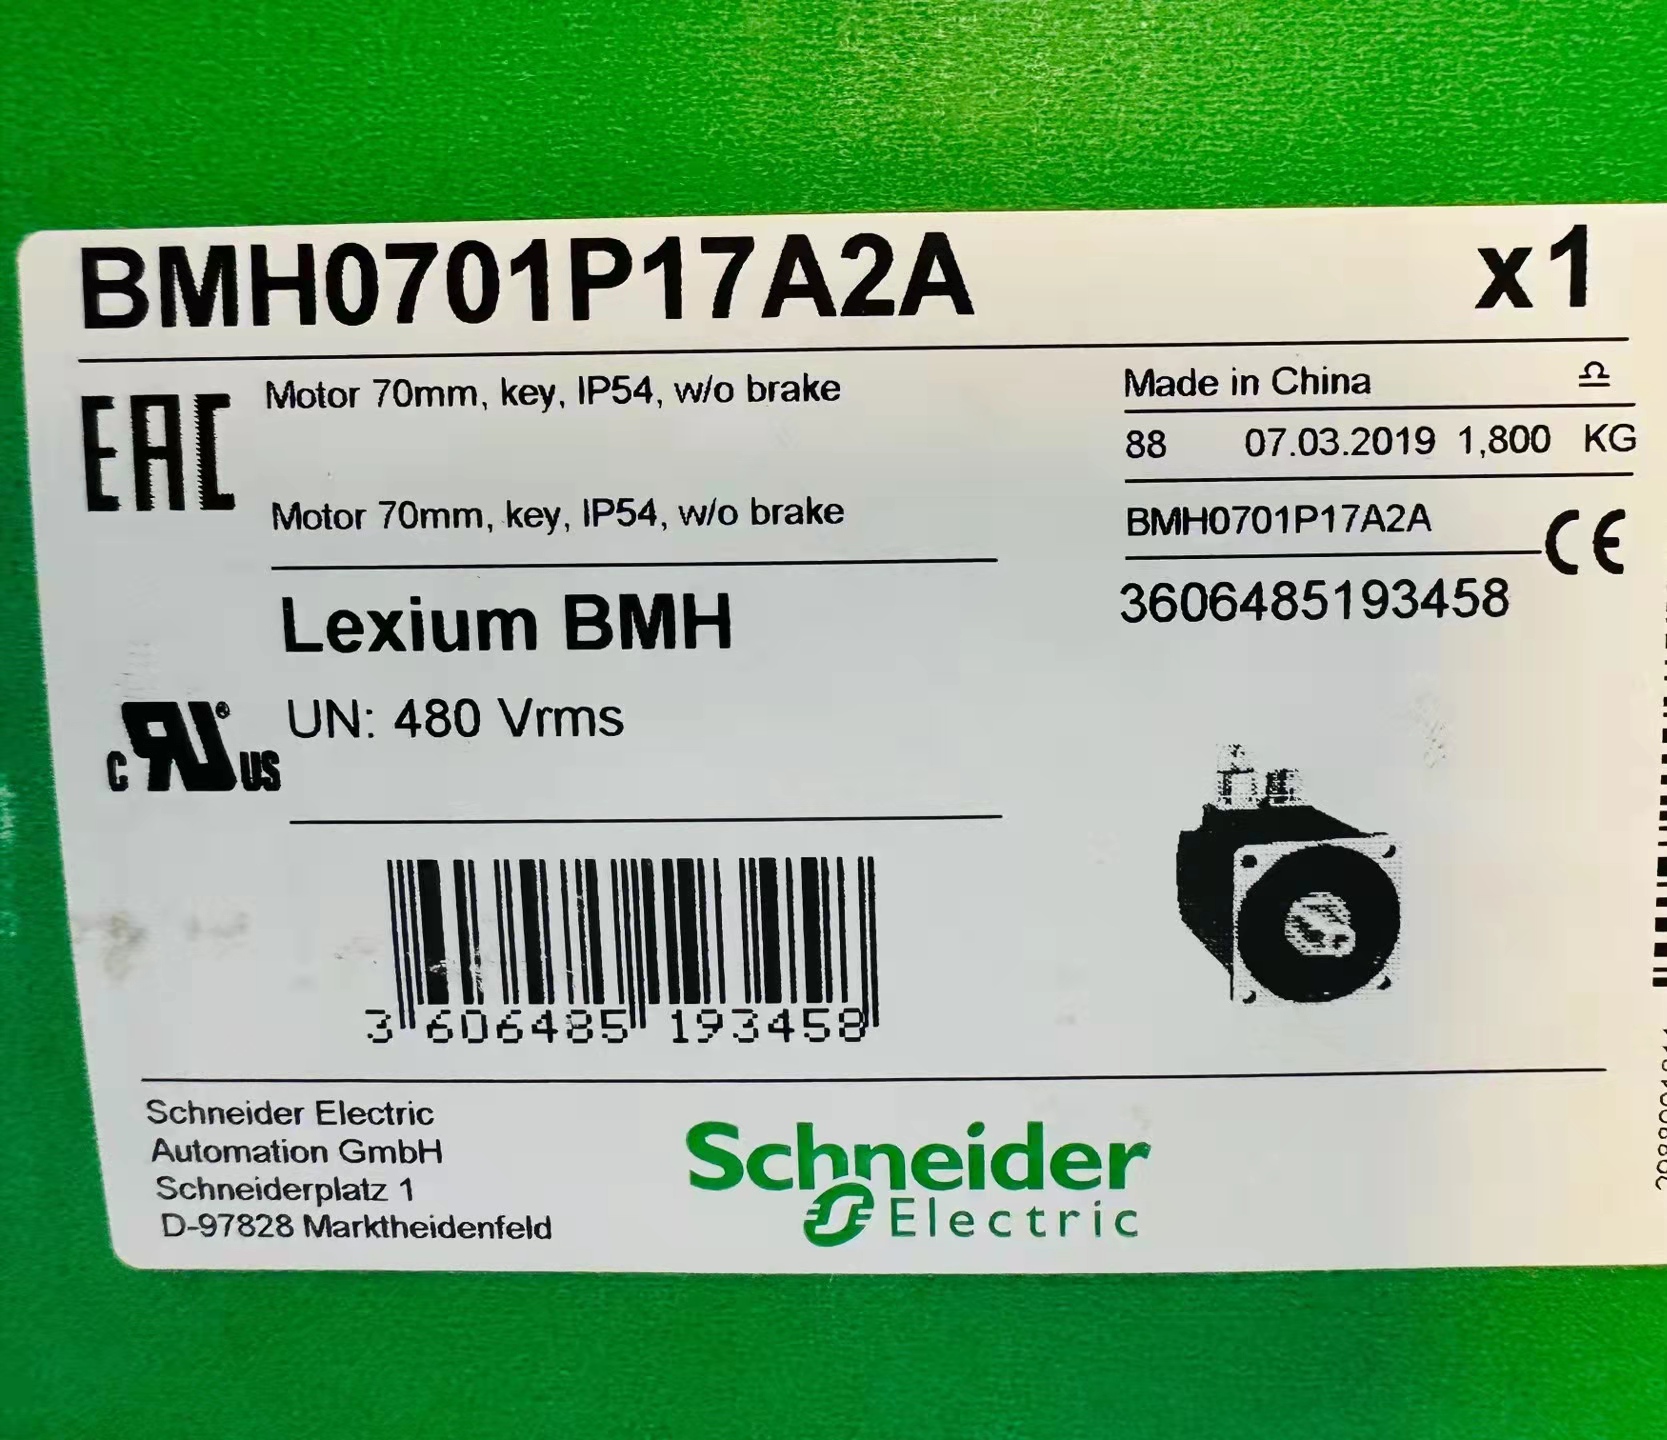 BMH0701P17A2A x1
EAC
Motor 70mm, key, IP54, w/o brake
Motor 70mm, key, IP54, w/o brake
Made in China
88 07.03.2019 1,800 KG
BMH0701P17A2A
CE
3606485193458
Lexium BMH
UN: 480 Vrms
c RU ® US
3 606485 193458
Schneider Electric
Automation GmbH
Schneiderplatz 1
D-97828 Marktheidenfeld
Schneider
Electric